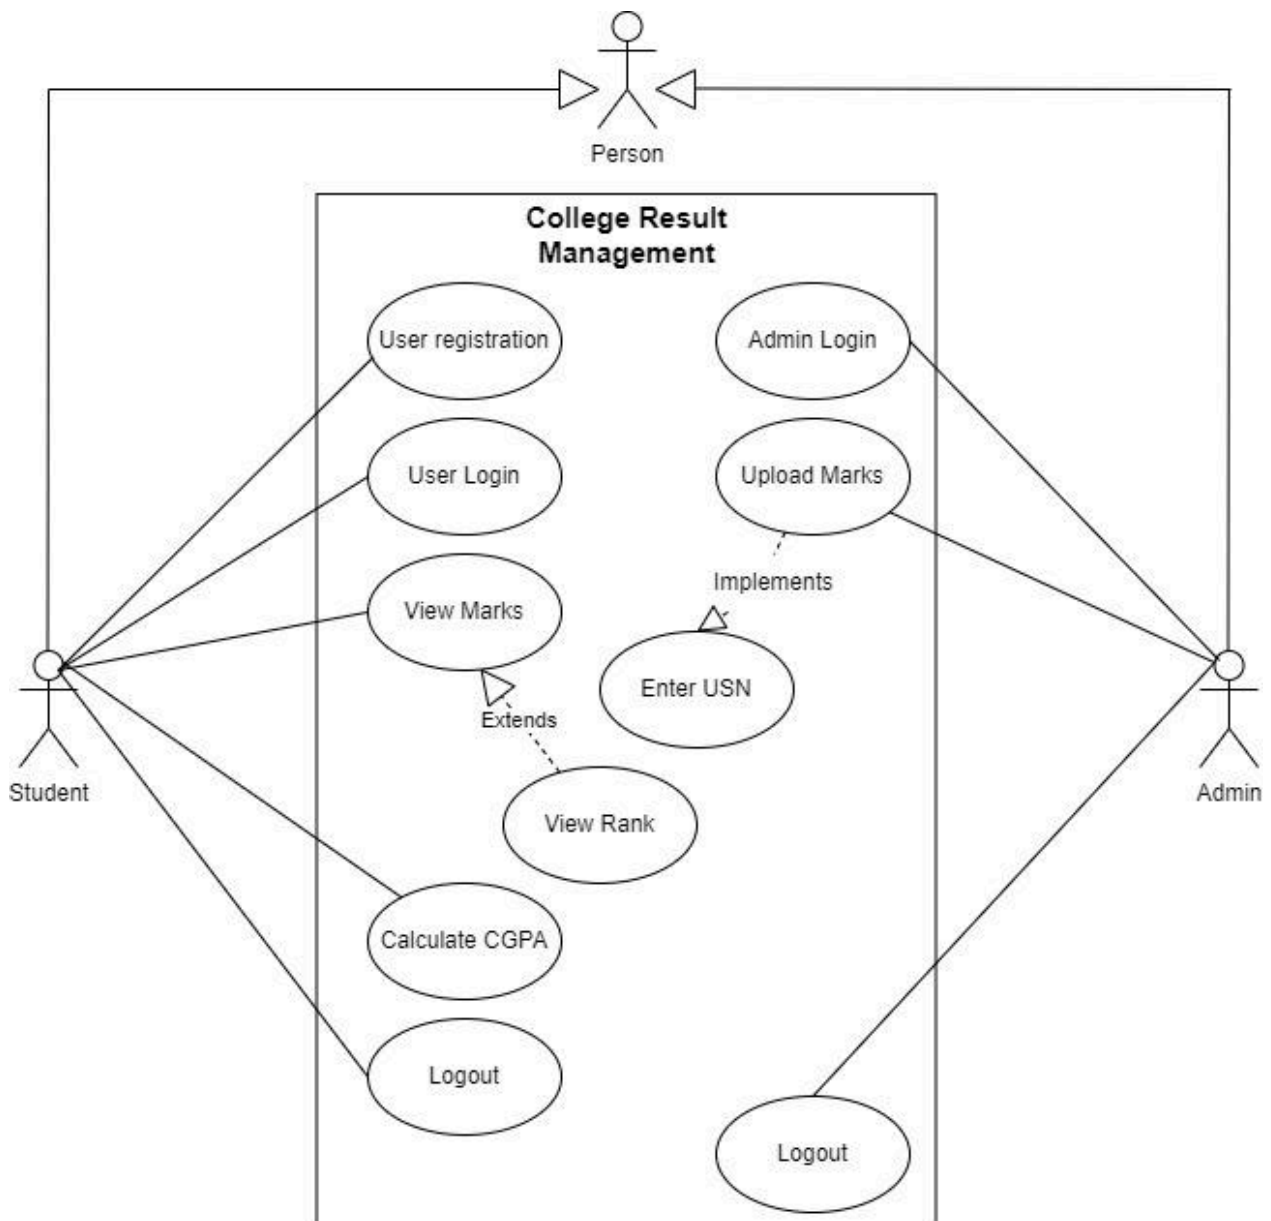 Person
College Result
Management
User registration
Admin Login
User Login
Upload Marks
View Marks
Implements
Enter USN
Extends
Student
Admin
View Rank
Calculate CGPA
Logout
Logout